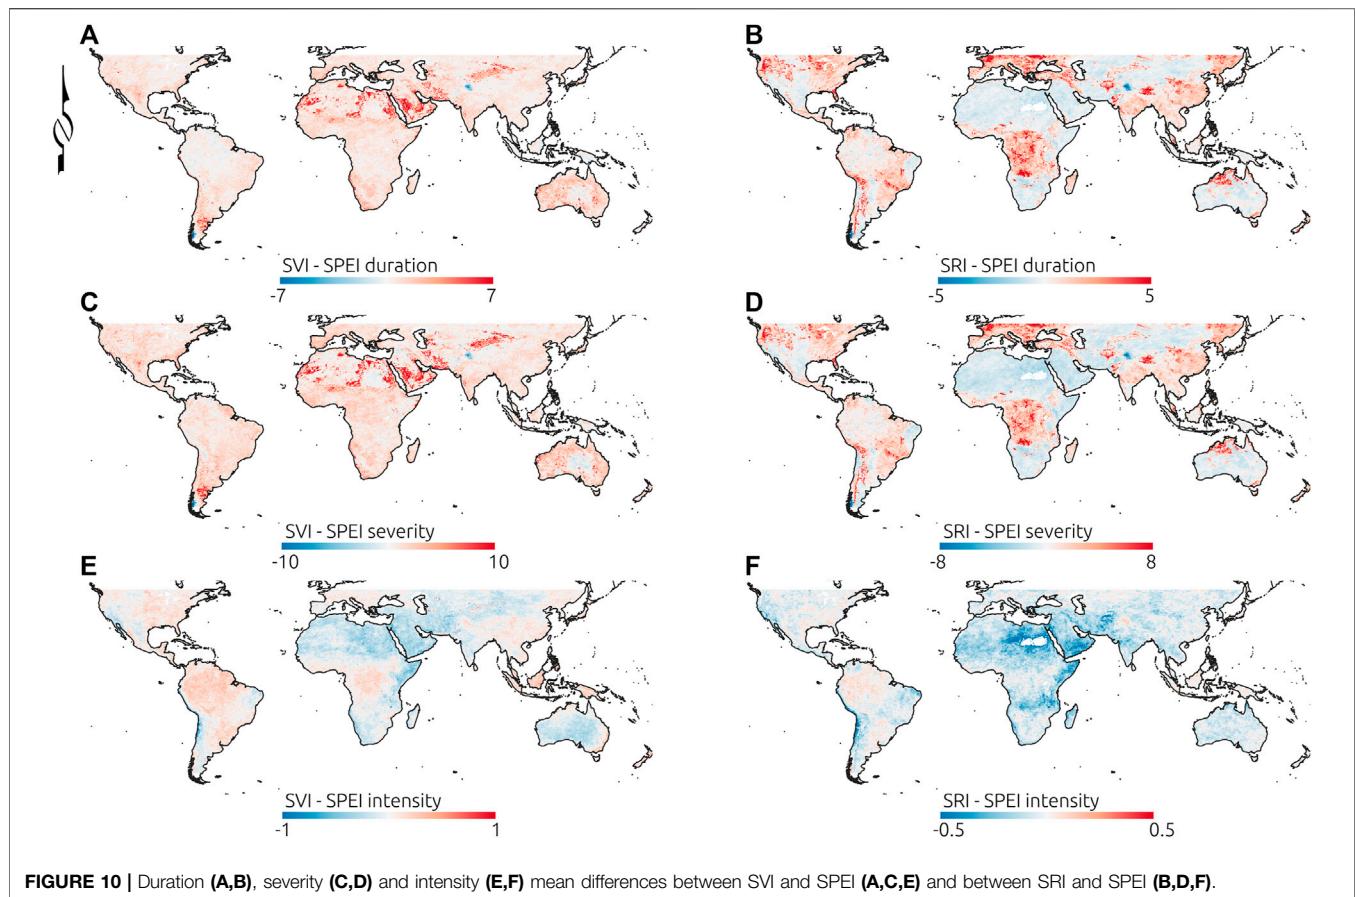 A
B
SVI - SPEI duration
-7 7
SRI - SPEI duration
-5 5
C
D
SVI - SPEI severity
-10 10
SRI - SPEI severity
-8 8
E
F
SVI - SPEI intensity
-1 1
SRI - SPEI intensity
-0.5 0.5
FIGURE 10 | Duration (A,B), severity (C,D) and intensity (E,F) mean differences between SVI and SPEI (A,C,E) and between SRI and SPEI (B,D,F).